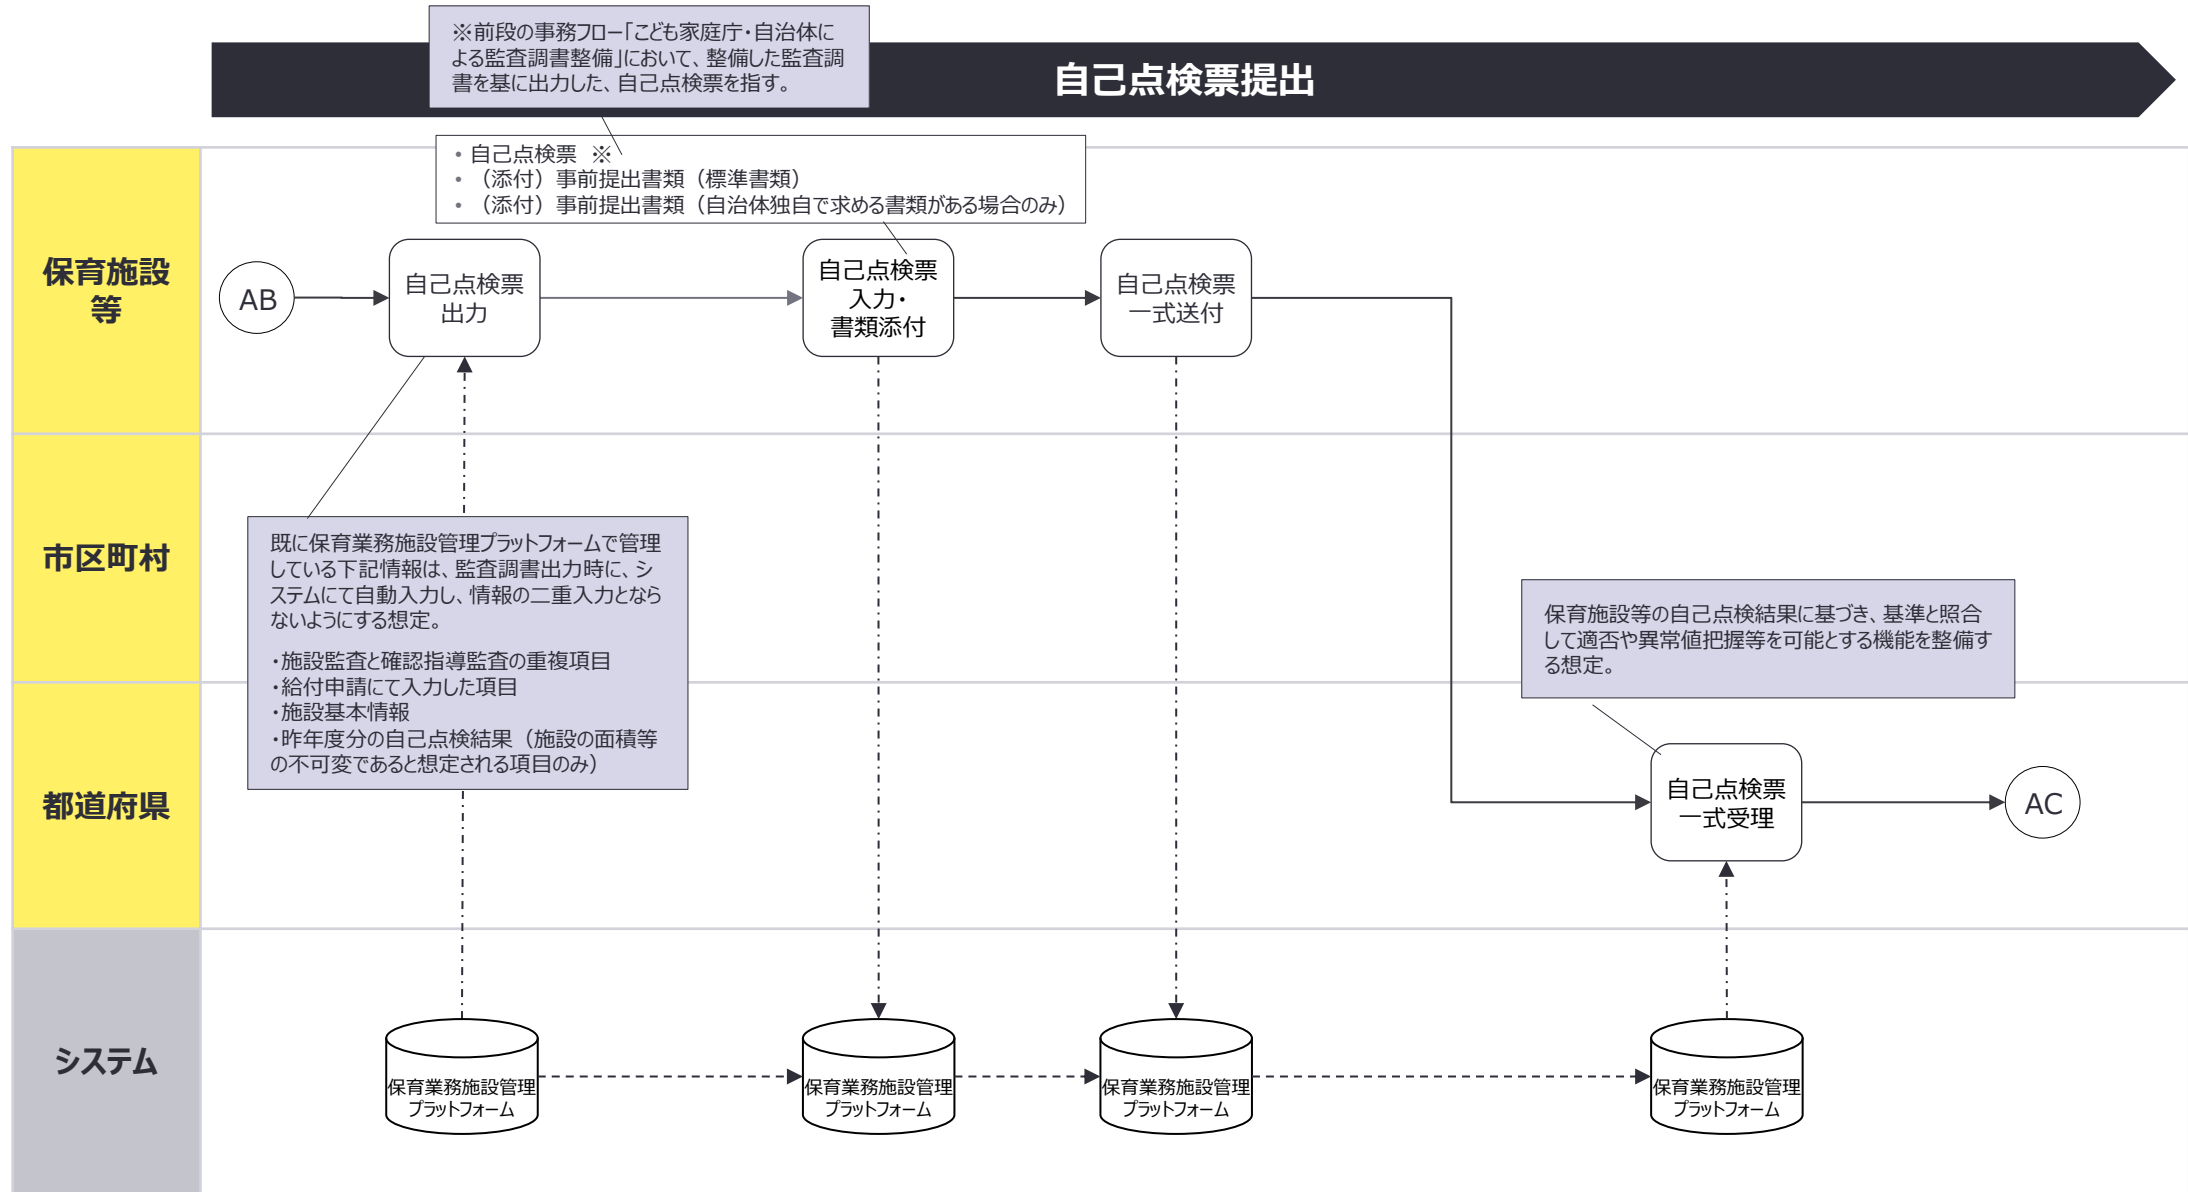 ※前段の事務フロー「こども家庭庁・自治体に
よる監査調書整備」において、整備した監査調
書を基に出力した、自己点検票を指す。
自己点検票提出
・自己点検票 ※
・（添付）事前提出書類（標準書類）
・（添付）事前提出書類（自治体独自で求める書類がある場合のみ）
保育施設
等
AB
自己点検票
出力
自己点検票
入力・
書類添付
自己点検票
一式送付
市区町村
既に保育業務施設管理プラットフォームで管理
している下記情報は、監査調書出力時に、シ
ステムにて自動入力し、情報の二重入力となら
ないようにする想定。
・施設監査と確認指導監査の重複項目
・給付申請にて入力した項目
・施設基本情報
・昨年度分の自己点検結果（施設の面積等
の不可変であると想定される項目のみ）
保育施設等の自己点検結果に基づき、基準と照合
して適否や異常値把握等を可能とする機能を整備す
る想定。
都道府県
自己点検票
一式受理
AC
システム
保育業務施設管理
プラットフォーム
保育業務施設管理
プラットフォーム
保育業務施設管理
プラットフォーム
保育業務施設管理
プラットフォーム